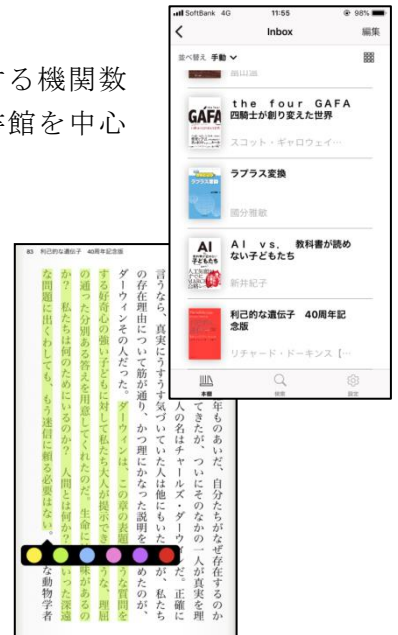 する機関数
書館を中心
SoftBank 4G 11:55 98%
Inbox 編集
並べ替え 手動
the four GAFA
四騎士が創り変えた世界
スコット・ギャロウェイ…
ラプラス変換
國分雅敏
AI vs. 教科書が読め
ない子どもたち
新井紀子
利己的な遺伝子 40周年記
念版
リチャード・ドーキンス【…
本棚 検索 設定
83 利己的な遺伝子 40周年記念版
年ものあいだ、自分たちがなぜ存在するのか
てきたが、ついにそのなかの一人が真実を理
人の名はチャールズ・ダーウ だ。正確に
言うなら、真実にうすうす気づいていた人は他にもいた が、私たち
の存在理由について筋が通り、かつ理にかなった説明を めたのが、
ダーウィンその人だった。ダーウィンは、この章の表題 うな質問を
する好奇心の強い子どもに対して私たち大人が提示でき うな、理屈
の通った分別ある答えを用意してくれたのだ。生命に 味があるの
か？ 私たちは何のためにいるのか？ 人間とは何か？ いった深遠
な問題に出くわしても、もう迷信に頼る必要はない。 な動物学者